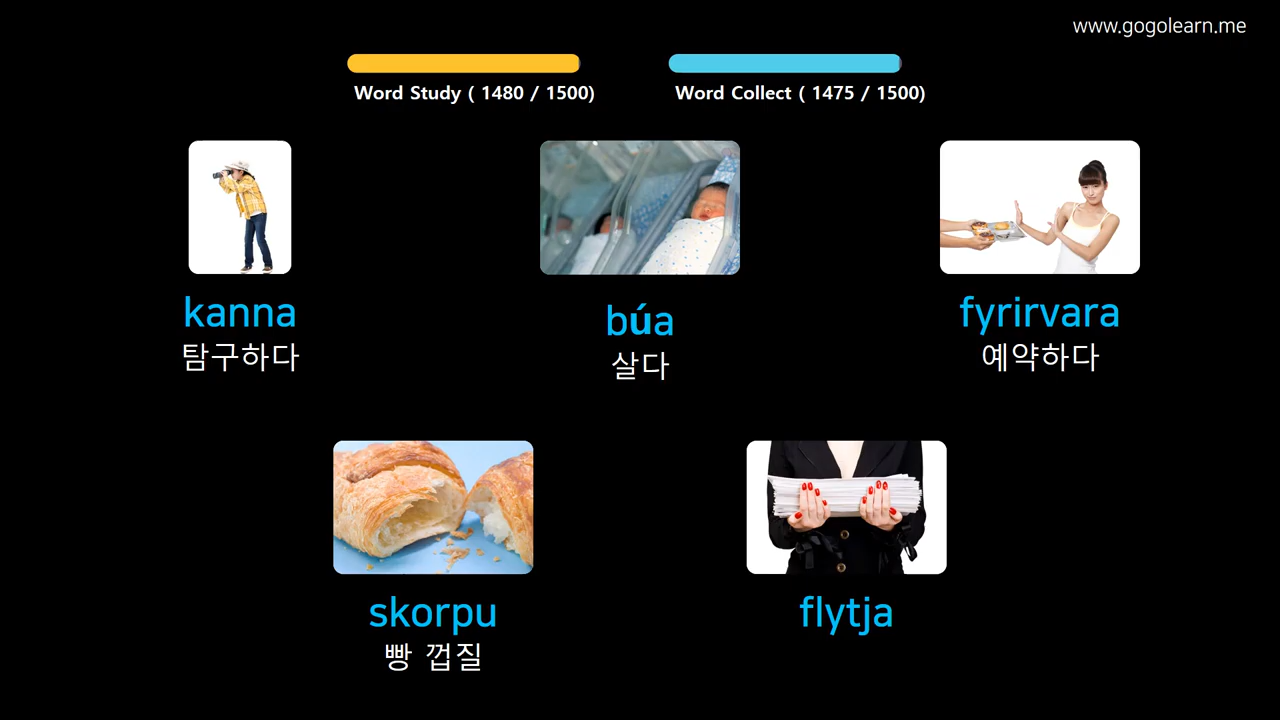 www.gogolearn.me
Word Study ( 1480 / 1500)
Word Collect ( 1475 / 1500)
kanna
탐구하다
búa
살다
fyrirvara
예약하다
skorpu
빵 껍질
flytja